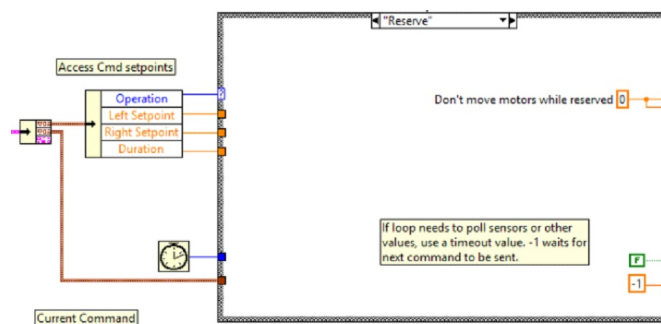 "Reserve"
Access Cmd setpoints
Operation
Left Setpoint
Right Setpoint
Duration
?
Don't move motors while reserved
0
If loop needs to poll sensors or other
values, use a timeout value. -1 waits for
next command to be sent.
F
-1
Current Command